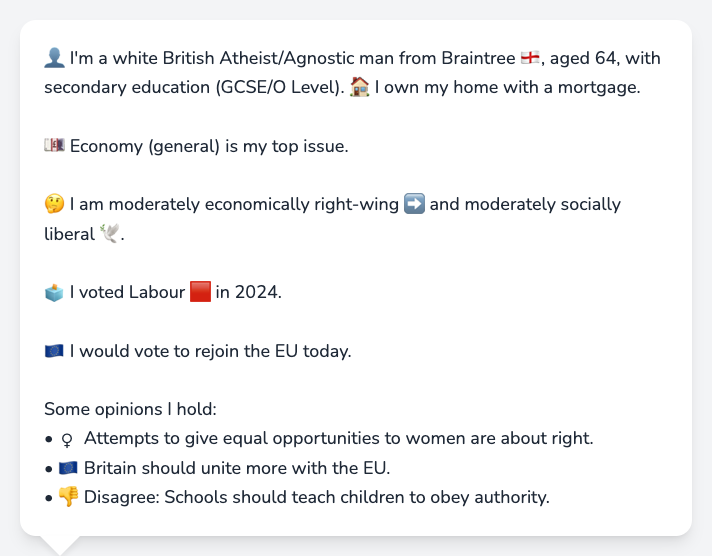 👤 I'm a white British Atheist/Agnostic man from Braintree 🏴󠁧󠁢󠁥󠁮󠁧󠁿, aged 64, with
secondary education (GCSE/O Level). 🏠 I own my home with a mortgage.
💷 Economy (general) is my top issue.
🤔 I am moderately economically right-wing ➡️ and moderately socially
liberal 🕊️.
🗳️ I voted Labour 🟥 in 2024.
🇪🇺 I would vote to rejoin the EU today.
Some opinions I hold:
• ♀ Attempts to give equal opportunities to women are about right.
• 🇪🇺 Britain should unite more with the EU.
• 👎 Disagree: Schools should teach children to obey authority.